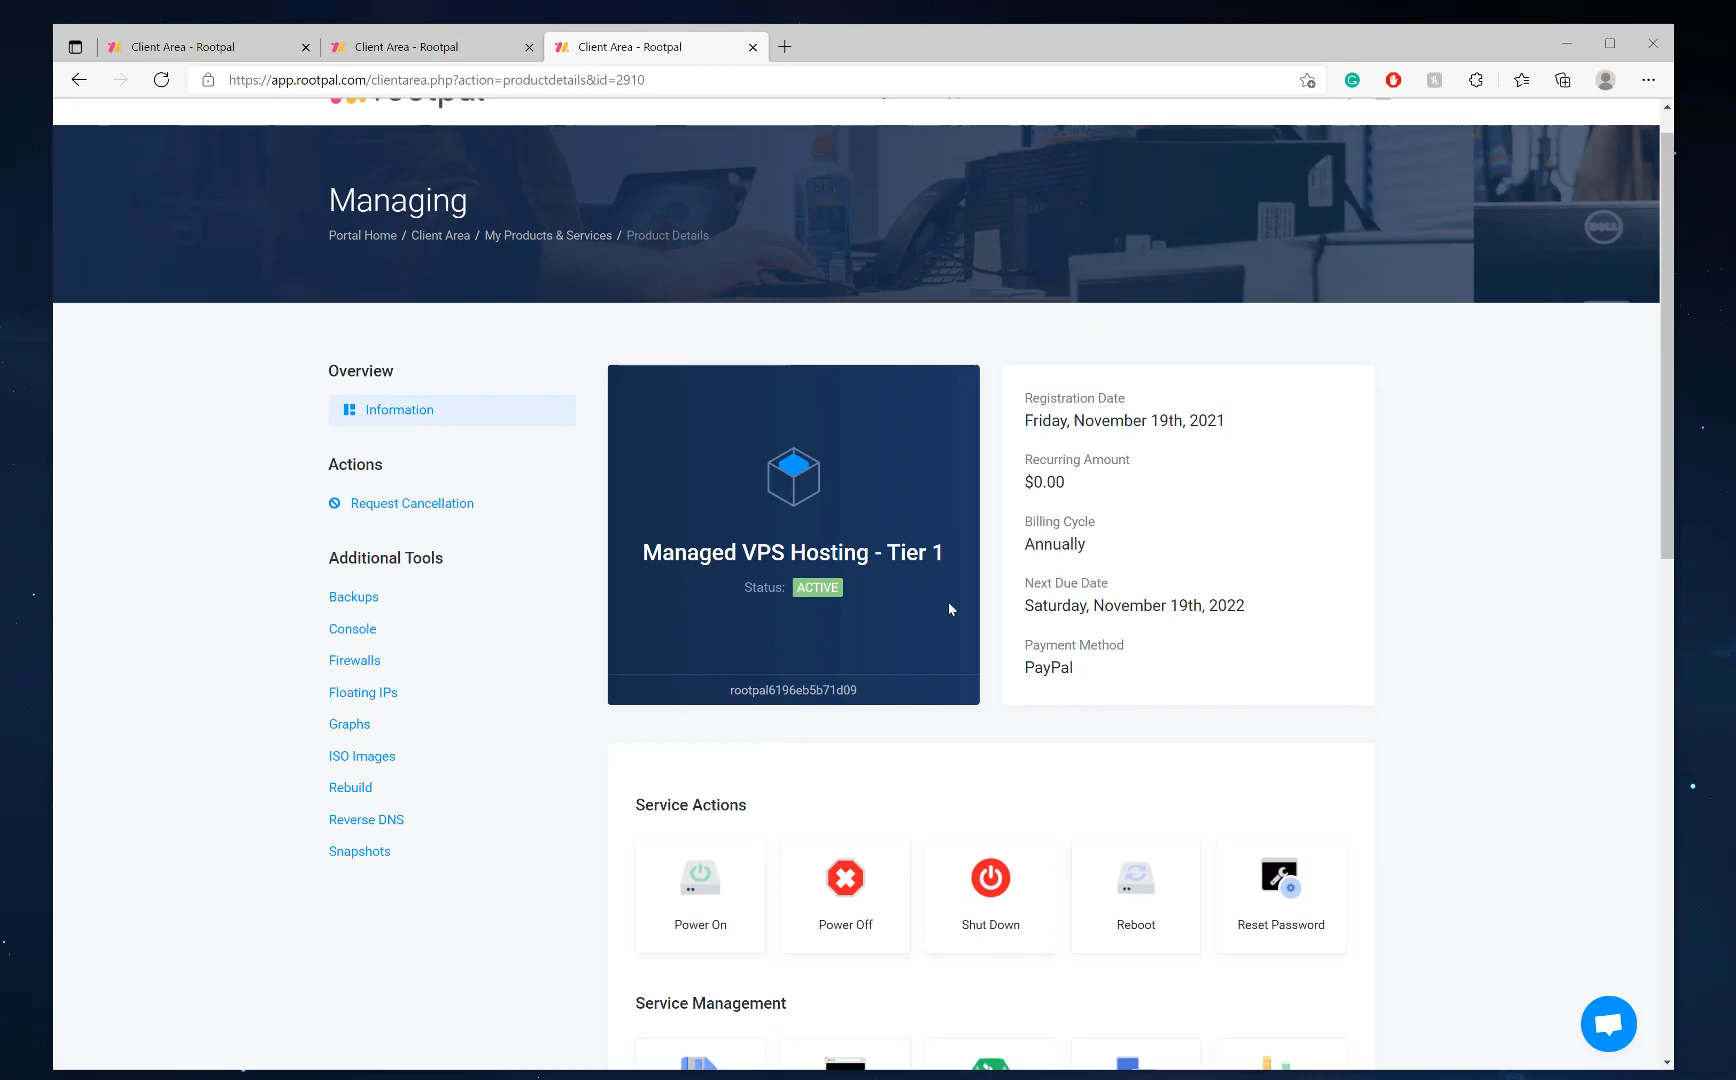 Client Area - Rootpal
Client Area - Rootpal
Client Area - Rootpal
https://app.rootpal.com/clientarea.php?action=productdetails&id=2910
rootpal
Managing
Portal Home / Client Area / My Products & Services / Product Details
DELL
Overview
Information
Actions
Request Cancellation
Additional Tools
Backups
Console
Firewalls
Floating IPs
Graphs
ISO Images
Rebuild
Reverse DNS
Snapshots
Managed VPS Hosting - Tier 1
Status: ACTIVE
rootpal6196eb5b71d09
Registration Date
Friday, November 19th, 2021
Recurring Amount
$0.00
Billing Cycle
Annually
Next Due Date
Saturday, November 19th, 2022
Payment Method
PayPal
Service Actions
Power On
Power Off
Shut Down
Reboot
Reset Password
Service Management